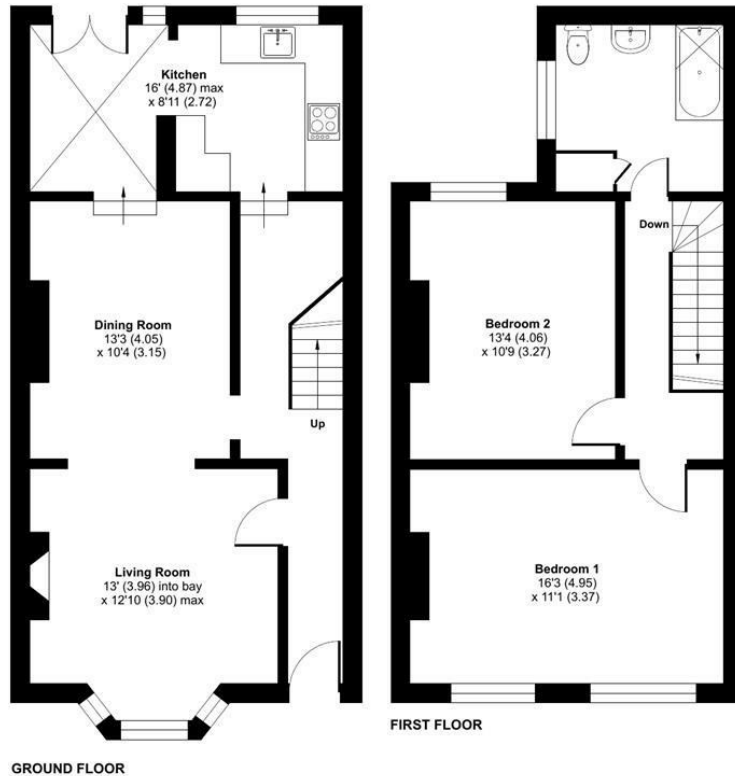 Kitchen
16' (4.87) max
x 8'11 (2.72)
Dining Room
13'3 (4.05)
x 10'4 (3.15)
Up
Living Room
13' (3.96) into bay
x 12'10 (3.90) max
GROUND FLOOR
Down
Bedroom 2
13'4 (4.06)
x 10'9 (3.27)
Bedroom 1
16'3 (4.95)
x 11'1 (3.37)
FIRST FLOOR